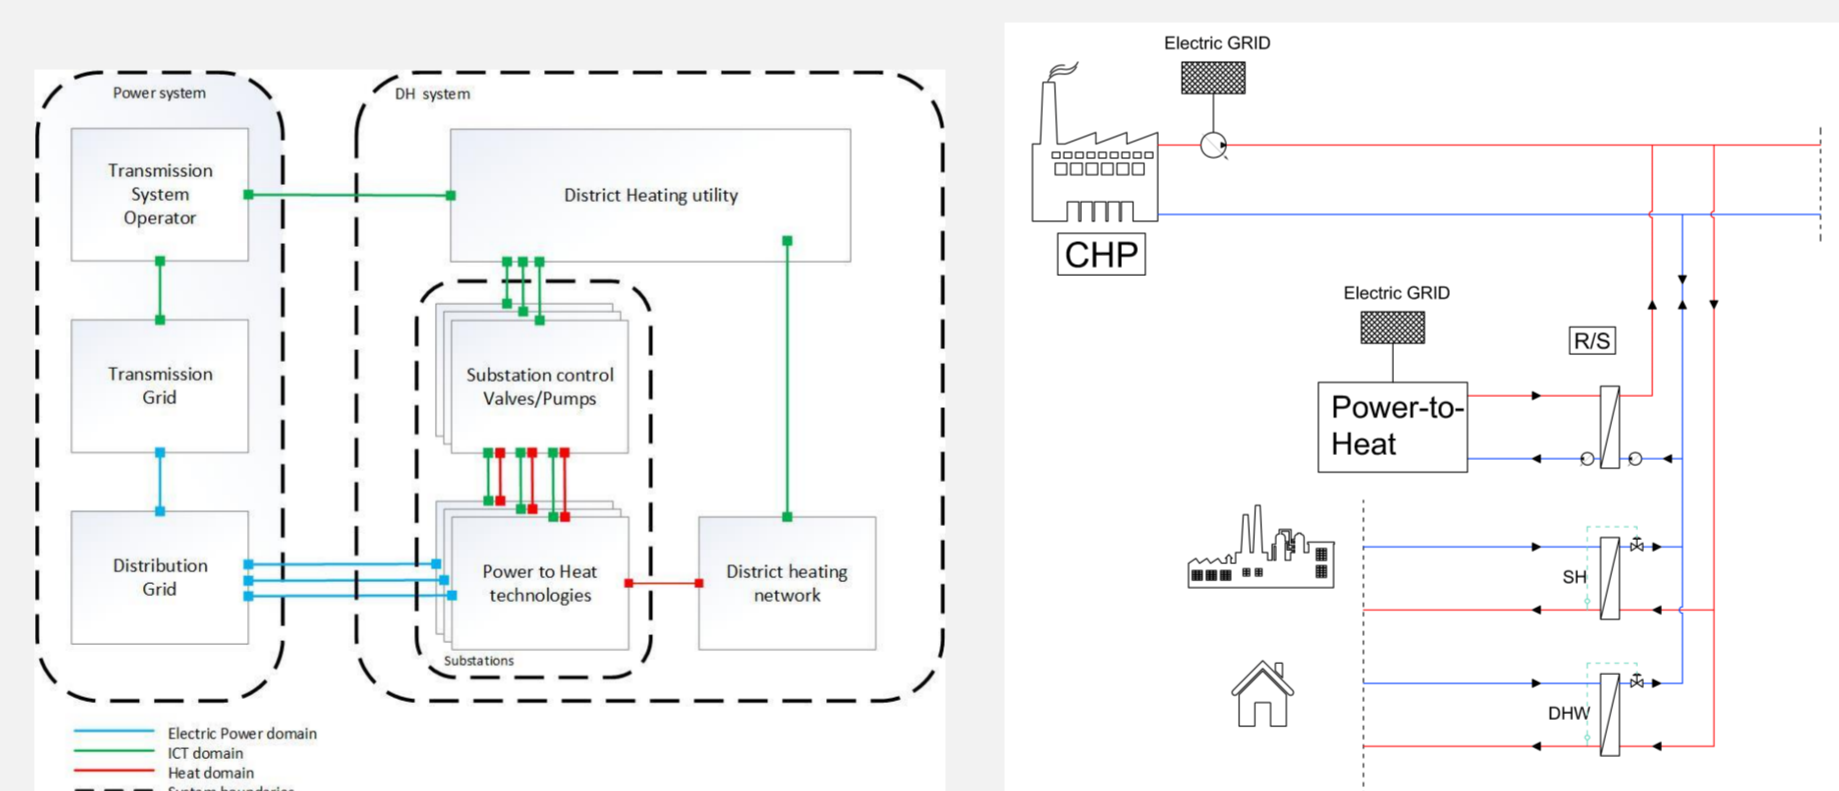 Power system
Transmission
System
Operator
Transmission
Grid
Distribution
Grid
DH system
District Heating utility
Substation control
Valves/Pumps
Power to Heat
technologies
Substations
District heating
network
Electric Power domain
ICT domain
Heat domain
System boundaries
Electric GRID
CHP
Electric GRID
R/S
Power-to-
Heat
SH
DHW